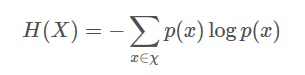 H(X) = − ∑_{x∈χ} p(x) log p(x)